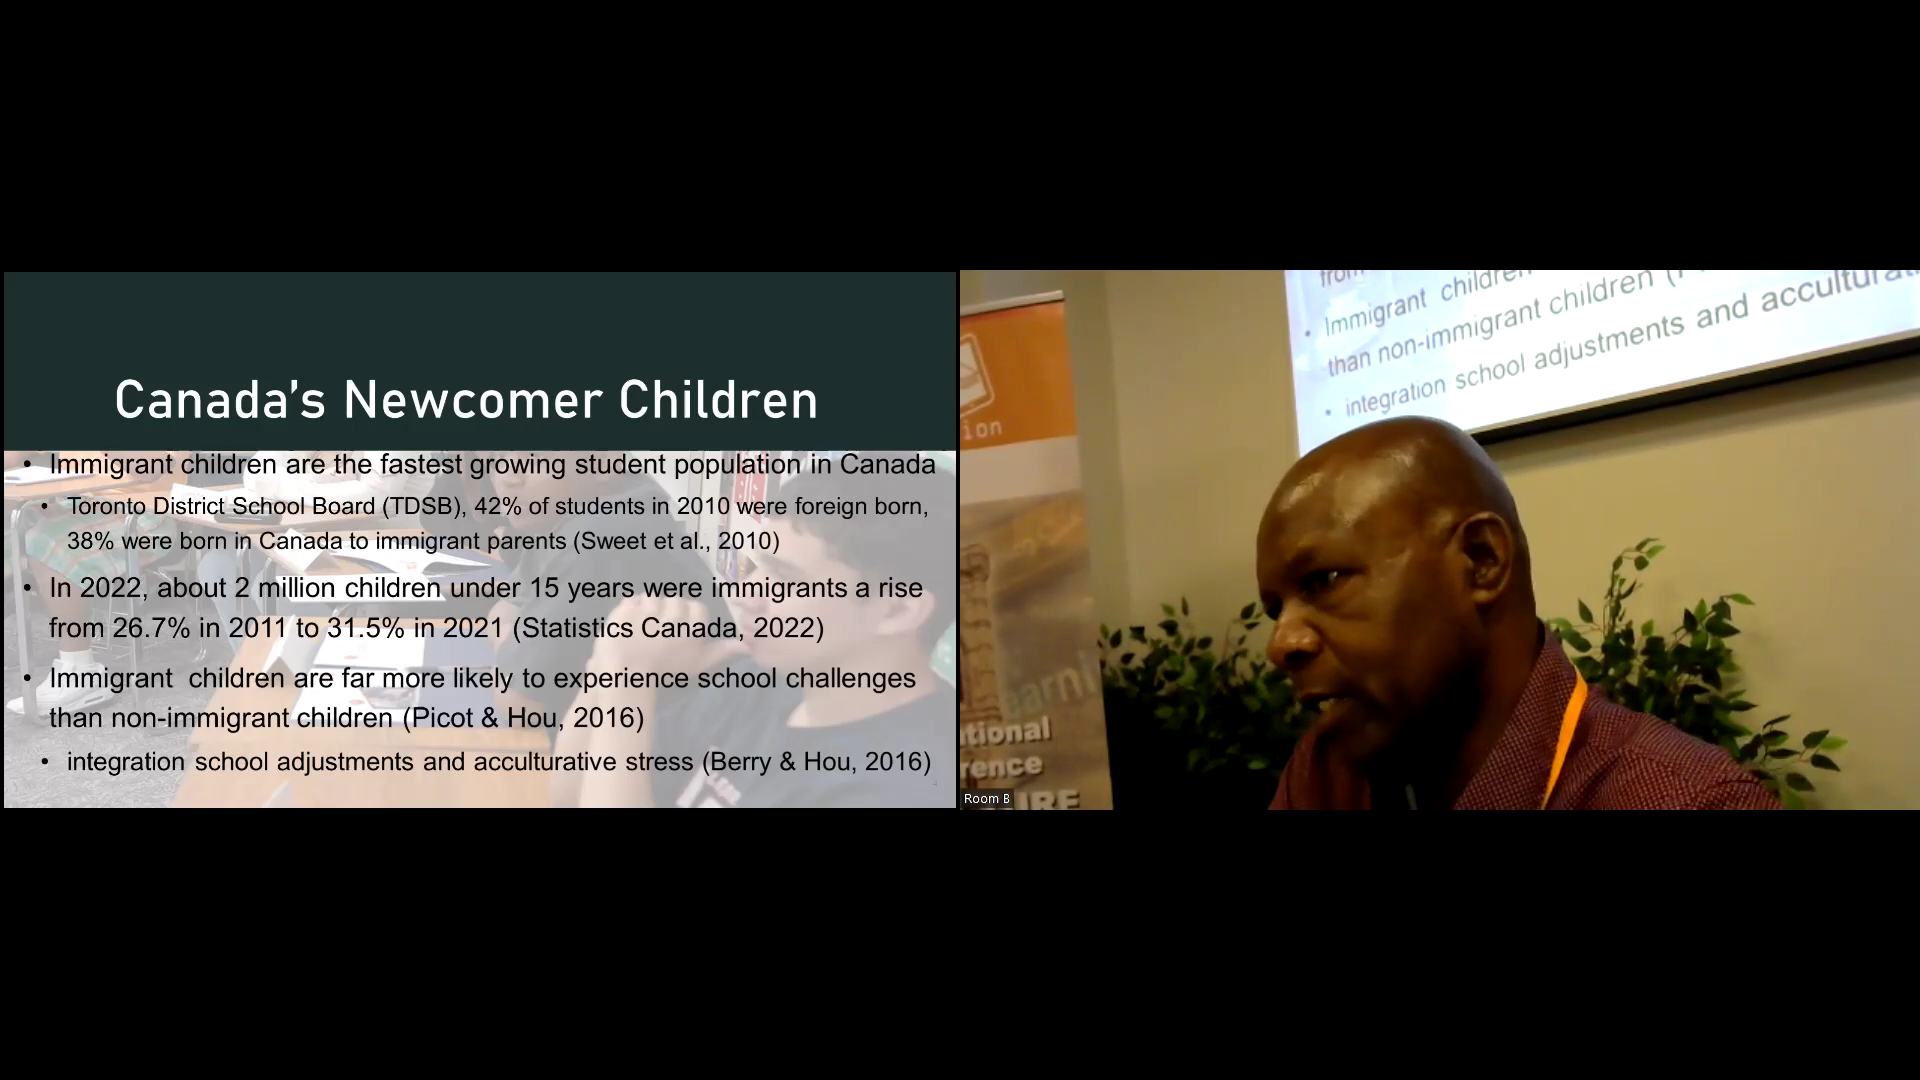 Canada's Newcomer Children
• Immigrant children are the fastest growing student population in Canada
• Toronto District School Board (TDSB), 42% of students in 2010 were foreign born,
38% were born in Canada to immigrant parents (Sweet et al., 2010)
• In 2022, about 2 million children under 15 years were immigrants a rise
from 26.7% in 2011 to 31.5% in 2021 (Statistics Canada, 2022)
• Immigrant  children are far more likely to experience school challenges
than non-immigrant children (Picot & Hou, 2016)
• integration school adjustments and acculturative stress (Berry & Hou, 2016)
from
• Immigrant children
than non-immigrant children (
• integration school adjustments and acculturati
ion
earni
tional
rence
Room B